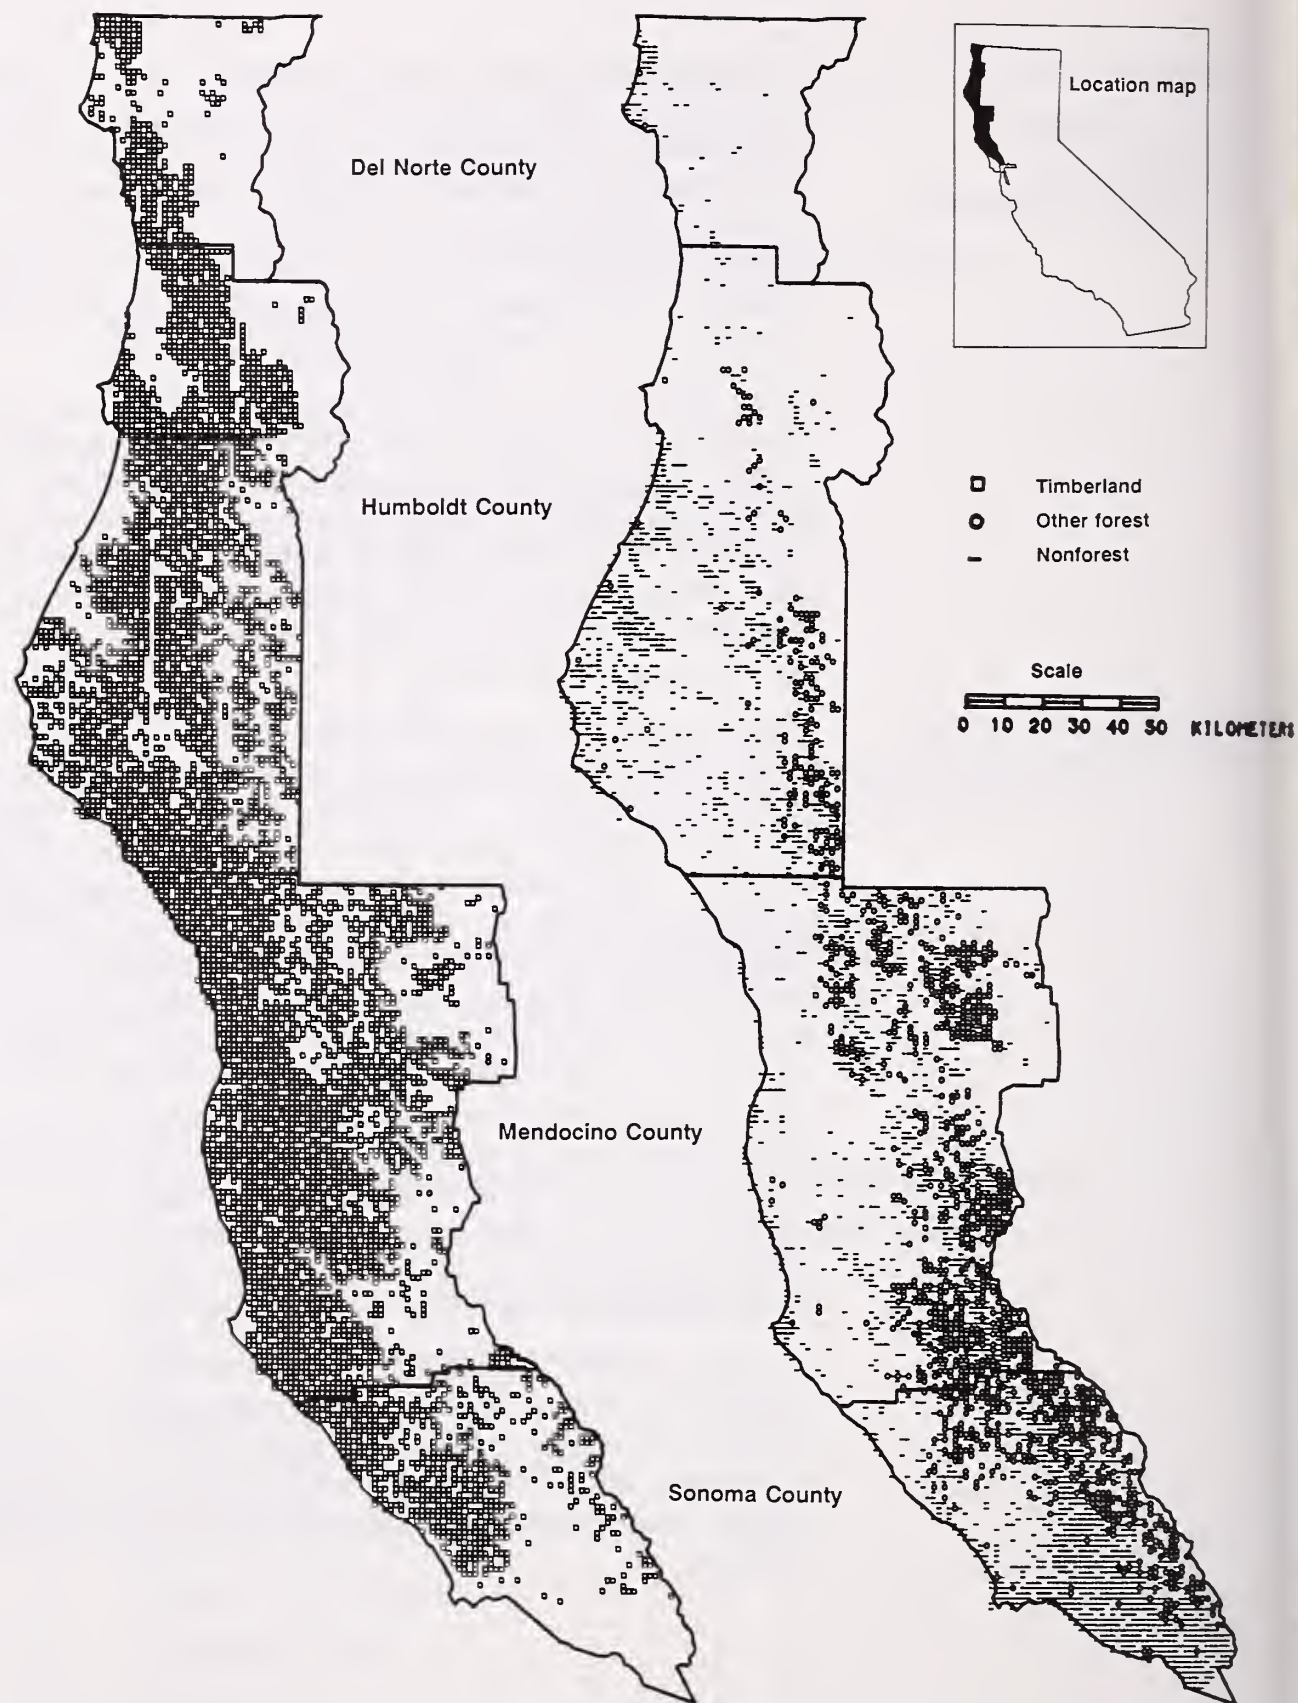 Location map
Del Norte County
Humboldt County
Timberland
Other forest
Nonforest
Scale
0 10 20 30 40 50 KILOMETERS
Mendocino County
Sonoma County